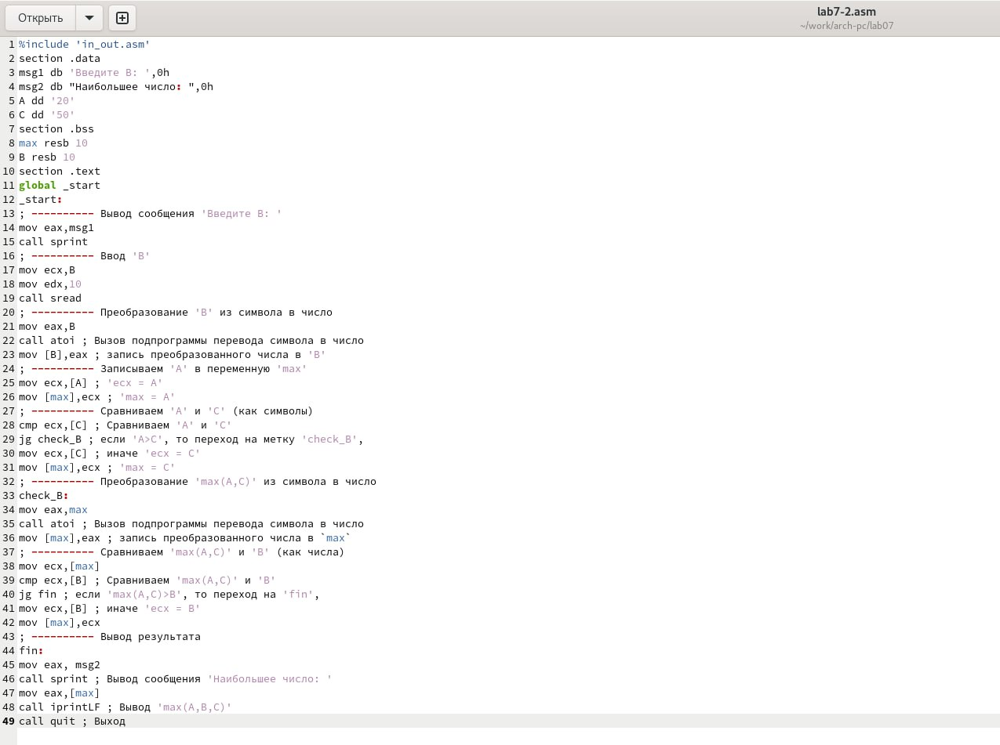 Открыть
lab7-2.asm
~/work/arch-pc/lab07
1 %include 'in_out.asm'
2 section .data
3 msg1 db 'Введите B: ',0h
4 msg2 db "Наибольшее число: ",0h
5 A dd '20'
6 C dd '50'
7 section .bss
8 max resb 10
9 B resb 10
10 section .text
11 global _start
12 _start:
13 ; ---------- Вывод сообщения 'Введите B: '
14 mov eax,msg1
15 call sprint
16 ; ---------- Ввод 'B'
17 mov ecx,B
18 mov edx,10
19 call sread
20 ; ---------- Преобразование 'B' из символа в число
21 mov eax,B
22 call atoi ; Вызов подпрограммы перевода символа в число
23 mov [B],eax ; запись преобразованного числа в 'B'
24 ; ---------- Записываем 'A' в переменную 'max'
25 mov ecx,[A] ; 'ecx = A'
26 mov [max],ecx ; 'max = A'
27 ; ---------- Сравниваем 'A' и 'С' (как символы)
28 cmp ecx,[C] ; Сравниваем 'A' и 'С'
29 jg check_B ; если 'A>C', то переход на метку 'check_B',
30 mov ecx,[C] ; иначе 'ecx = C'
31 mov [max],ecx ; 'max = C'
32 ; ---------- Преобразование 'max(A,C)' из символа в число
33 check_B:
34 mov eax,max
35 call atoi ; Вызов подпрограммы перевода символа в число
36 mov [max],eax ; запись преобразованного числа в `max`
37 ; ---------- Сравниваем 'max(A,C)' и 'B' (как числа)
38 mov ecx,[max]
39 cmp ecx,[B] ; Сравниваем 'max(A,C)' и 'B'
40 jg fin ; если 'max(A,C)>B', то переход на 'fin',
41 mov ecx,[B] ; иначе 'ecx = B'
42 mov [max],ecx
43 ; ---------- Вывод результата
44 fin:
45 mov eax, msg2
46 call sprint ; Вывод сообщения 'Наибольшее число: '
47 mov eax,[max]
48 call iprintLF ; Вывод 'max(A,B,C)'
49 call quit ; Выход